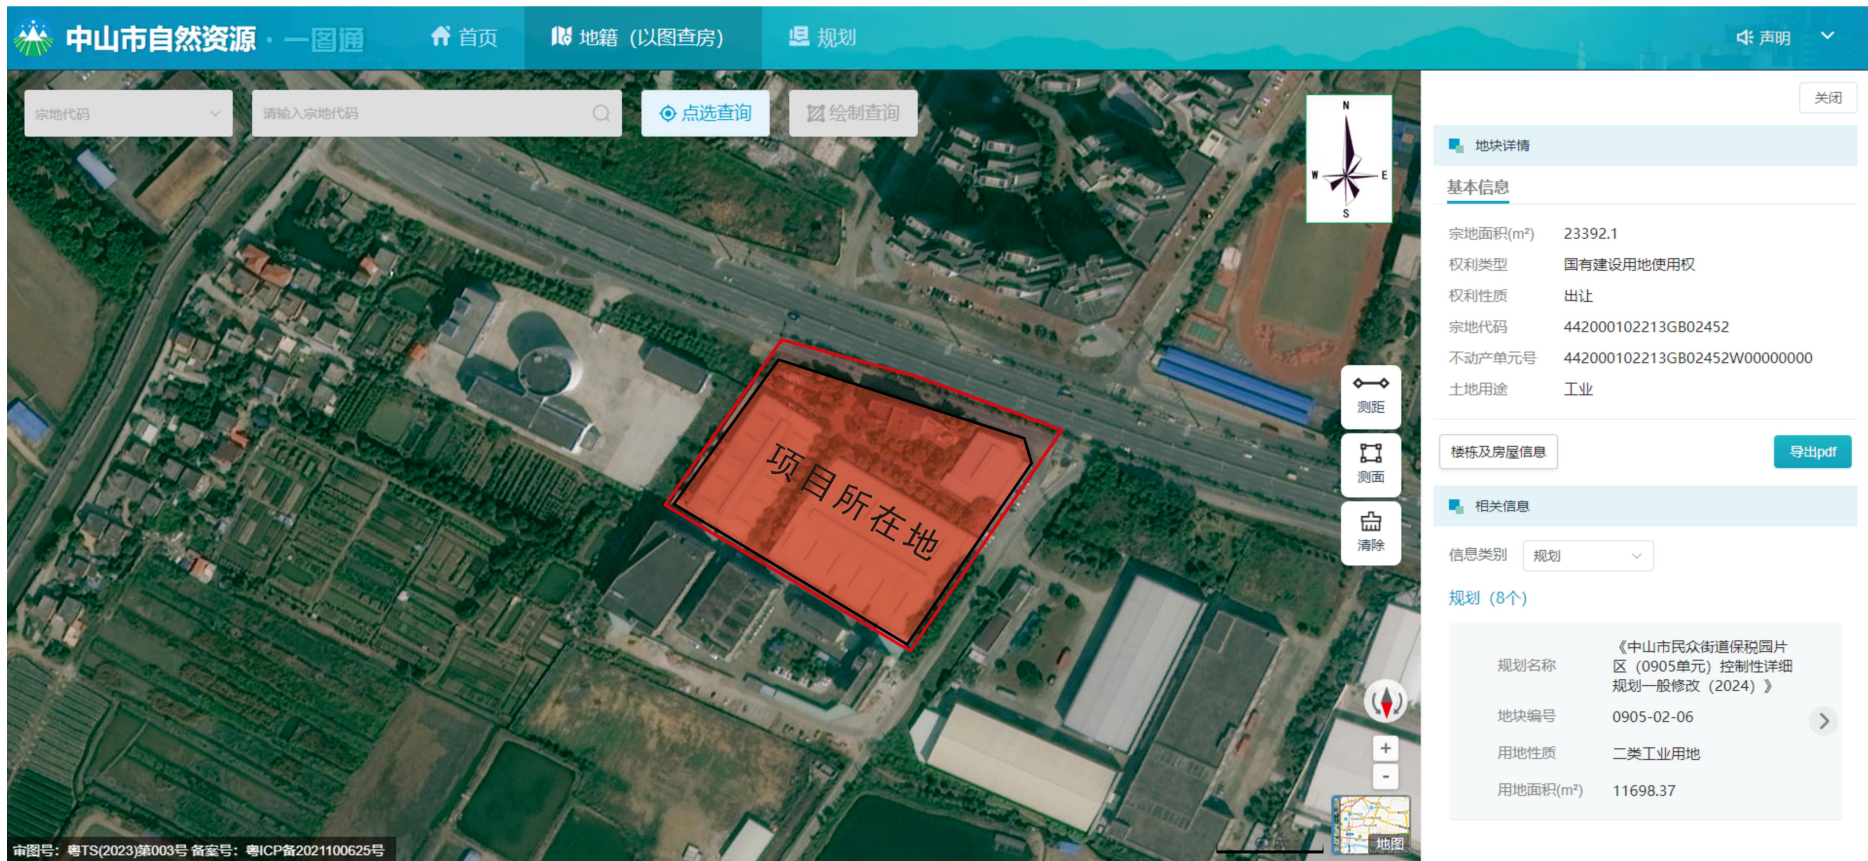 中山市自然资源·一图通
首页
地籍（以图查房）
规划
声明
宗地代码
请输入宗地代码
点选查询
绘制查询
N
W
E
S
关闭
地块详情
基本信息
宗地面积(m²) 23392.1
权利类型 国有建设用地使用权
权利性质 出让
宗地代码 442000102213GB02452
不动产单元号 442000102213GB02452W00000000
土地用途 工业
楼栋及房屋信息
导出pdf
相关信息
信息类别 规划
规划（8个）
规划名称
《中山市民众街道保税园片
区（0905单元）控制性详细
规划一般修改（2024）》
地块编号 0905-02-06
用地性质 二类工业用地
用地面积(m²) 11698.37
测距
测面
清除
项目所在地
+
-
地图
审图号：粤TS(2023)第003号 备案号：粤ICP备2021100625号